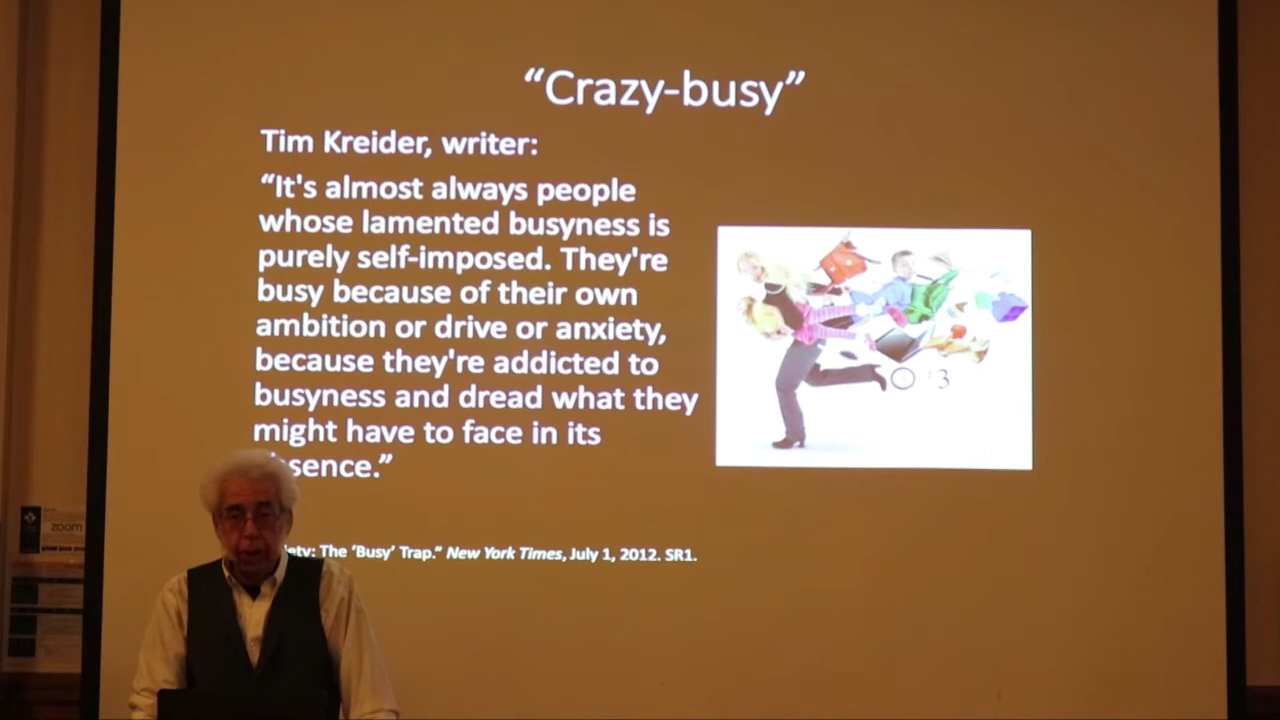 “Crazy-busy”
Tim Kreider, writer:
“It's almost always people
whose lamented busyness is
purely self-imposed. They're
busy because of their own
ambition or drive or anxiety,
because they're addicted to
busyness and dread what they
might have to face in its
sence.”
: The ‘Busy’ Trap.” New York Times, July 1, 2012. SR1.
3
zoom